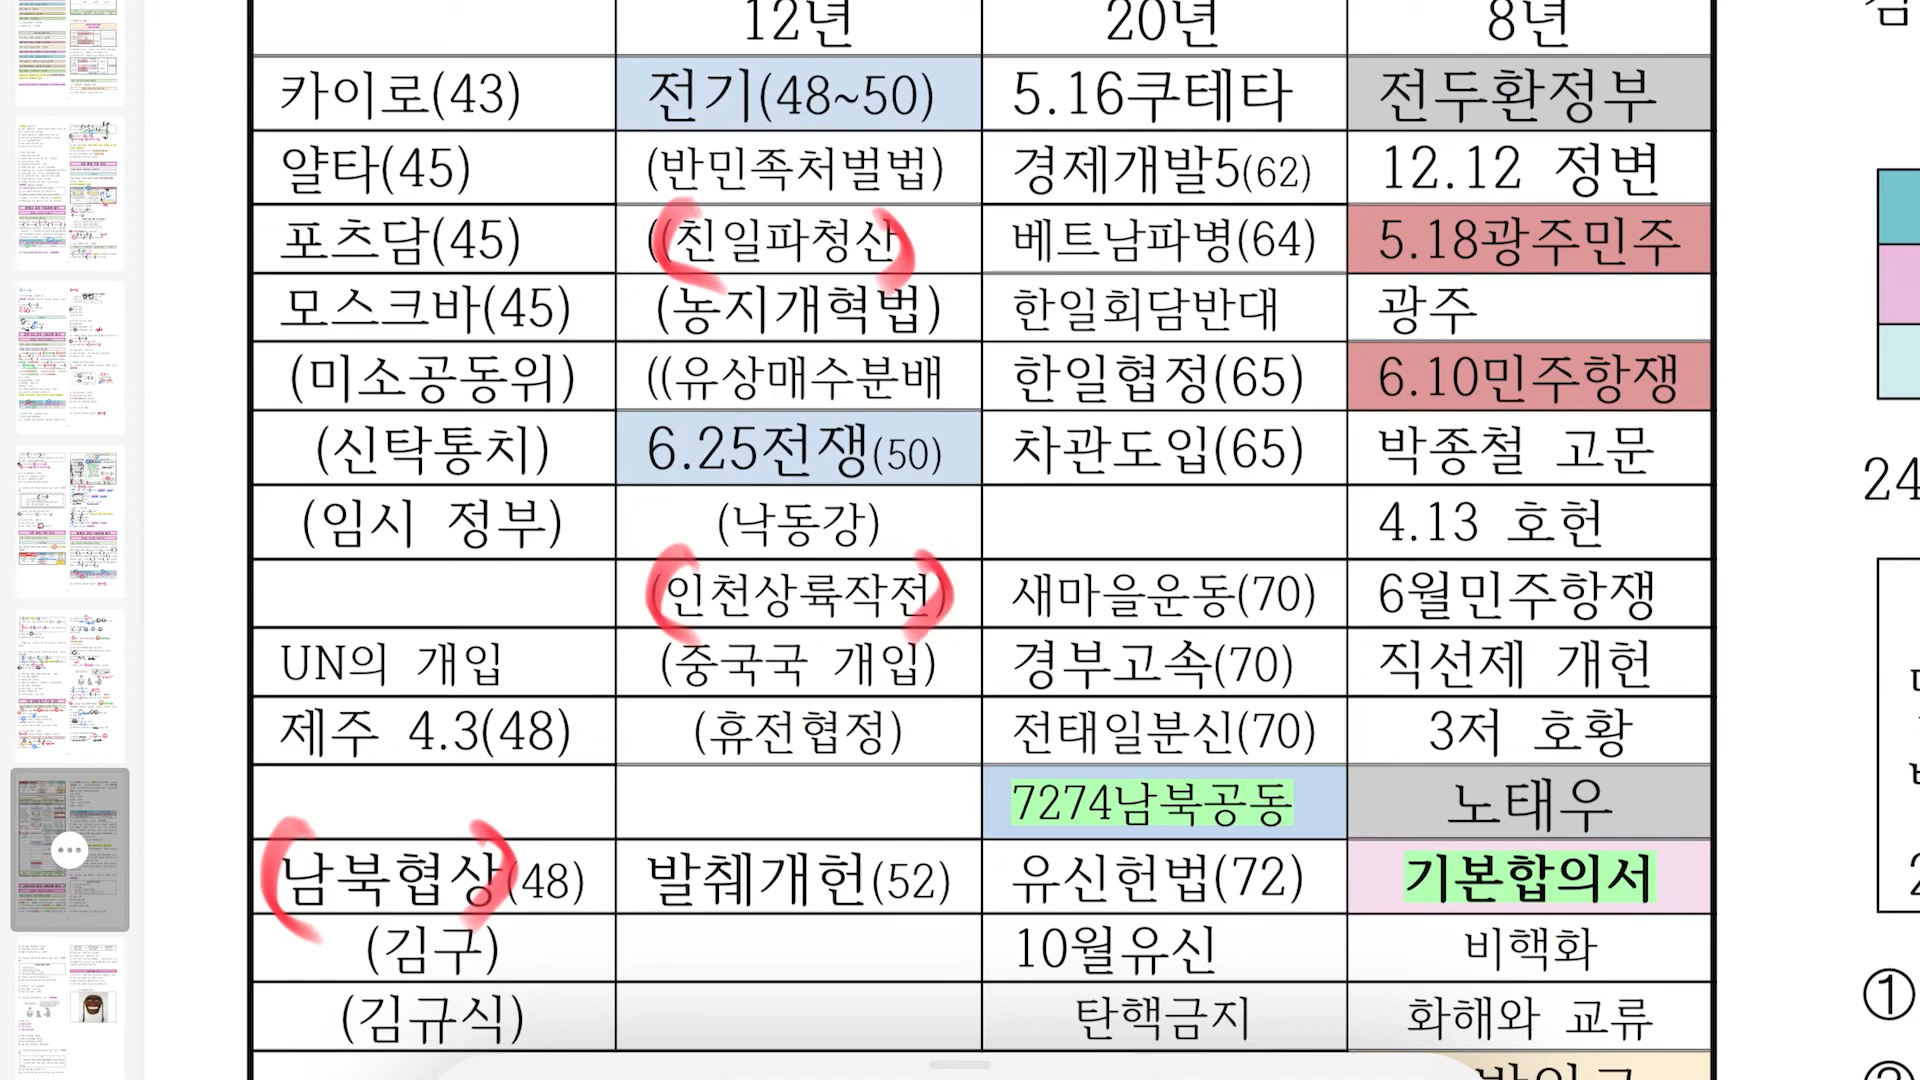 12년 20년 8년
카이로(43) 전기(48~50) 5.16쿠테타 전두환정부
얄타(45) (반민족처벌법) 경제개발5(62) 12.12 정변
포츠담(45) ((친일파청산) 베트남파병(64) 5.18광주민주
모스크바(45) (농지개혁법) 한일회담반대 광주
(미소공동위) ((유상매수분배 한일협정(65) 6.10민주항쟁
(신탁통치) 6.25전쟁(50) 차관도입(65) 박종철 고문
(임시 정부) (낙동강) 4.13 호헌
(인천상륙작전) 새마을운동(70) 6월민주항쟁
UN의 개입 (중국국 개입) 경부고속(70) 직선제 개헌
제주 4.3(48) (휴전협정) 전태일분신(70) 3저 호황
7274남북공동 노태우
남북협상(48) 발췌개헌(52) 유신헌법(72) 기본합의서
(김구) 10월유신 비핵화
(김규식) 탄핵금지 화해와 교류
24
①